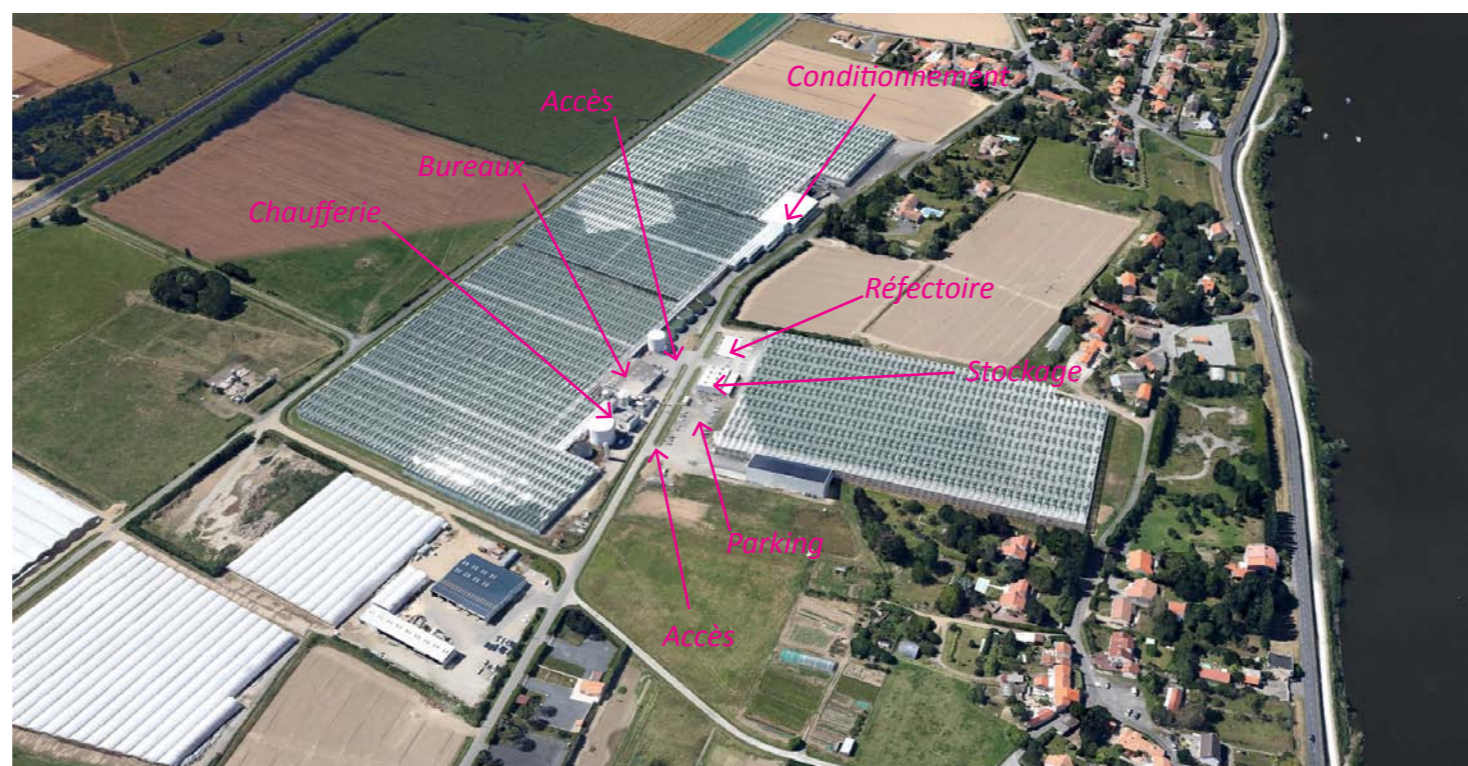 Conditionnement
Accès
Bureaux
Chaufferie
Réfectoire
Stockage
Parking
Accès